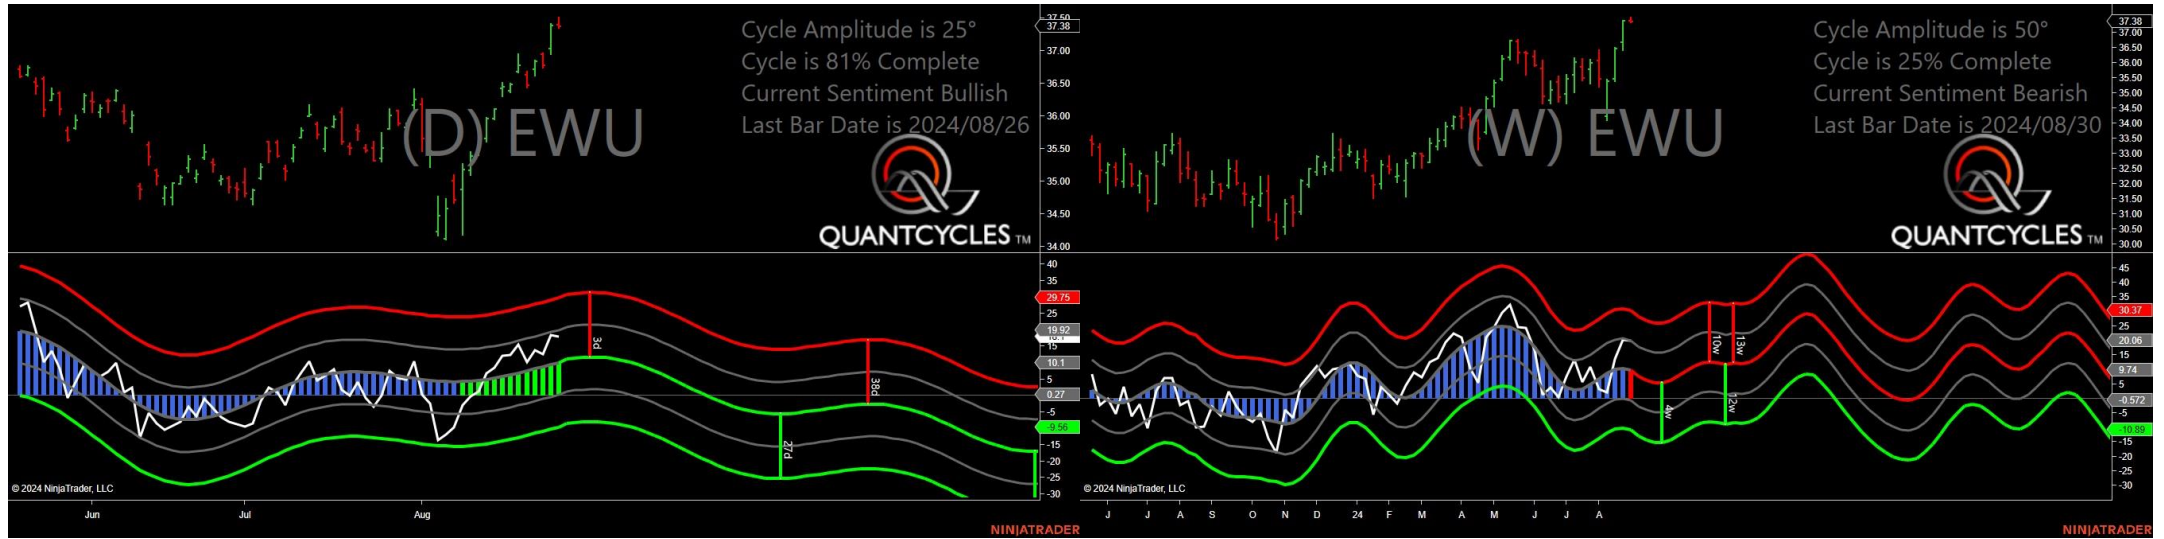 Cycle Amplitude is 25°
Cycle is 81% Complete
Current Sentiment Bullish
Last Bar Date is 2024/08/26
(D) EWU
QUANTCYCLES TM
37.50
37.38
37.00
36.50
36.00
35.50
35.00
34.50
34.00
40
35
29.75
25
19.92
15
10.1
5
0.27
-5
-9.56
-15
-20
-25
-30
3d
27d
38d
© 2024 NinjaTrader, LLC
Jun Jul Aug
NINJATRADER
Cycle Amplitude is 50°
Cycle is 25% Complete
Current Sentiment Bearish
Last Bar Date is 2024/08/30
(W) EWU
QUANTCYCLES TM
37.38
37.00
36.50
36.00
35.50
35.00
34.50
34.00
33.50
33.00
32.50
32.00
31.50
31.00
30.50
30.00
45
40
35
30.37
25
20.06
15
9.74
5
-0.572
-5
-10.89
-15
-20
-25
-30
4w
10w
12w
13w
© 2024 NinjaTrader, LLC
J J A S O N D 24 F M A M J J A
NINJATRADER